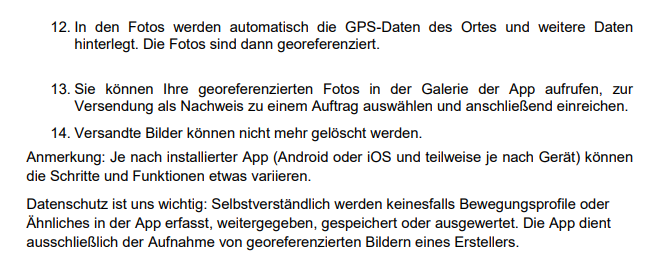 12. In den Fotos werden automatisch die GPS-Daten des Ortes und weitere Daten
hinterlegt. Die Fotos sind dann georeferenziert.
13. Sie können Ihre georeferenzierten Fotos in der Galerie der App aufrufen, zur
Versendung als Nachweis zu einem Auftrag auswählen und anschließend einreichen.
14. Versandte Bilder können nicht mehr gelöscht werden.
Anmerkung: Je nach installierter App (Android oder iOS und teilweise je nach Gerät) können
die Schritte und Funktionen etwas variieren.
Datenschutz ist uns wichtig: Selbstverständlich werden keinesfalls Bewegungsprofile oder
Ähnliches in der App erfasst, weitergegeben, gespeichert oder ausgewertet. Die App dient
ausschließlich der Aufnahme von georeferenzierten Bildern eines Erstellers.